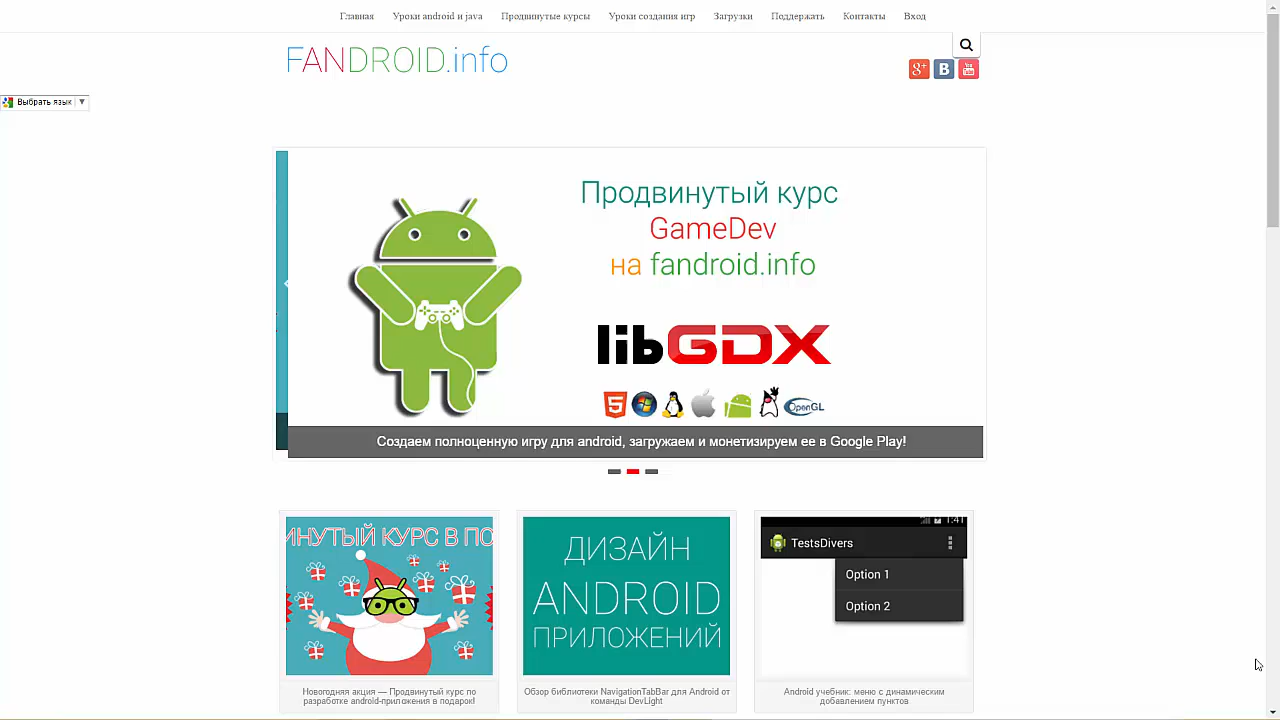 Главная Уроки android и java Продвинутые курсы Уроки создания игр Загрузки Поддержать Контакты Вход
FANDROID.info
g+ B You Tube
Выбрать язык ▼
Продвинутый курс
GameDev
на fandroid.info
libGDX
5
OpenGL
Создаем полноценную игру для android, загружаем и монетизируем ее в Google Play!
ИНУТЫЙ КУРС В ПО
Новогодняя акция — Продвинутый курс по
разработке android-приложения в подарок!
ДИЗАЙН
ANDROID
ПРИЛОЖЕНИЙ
Обзор библиотеки NavigationTabBar для Android от
команды DevLight
1:41
TestsDivers
Option 1
Option 2
Android учебник: меню с динамическим
добавлением пунктов